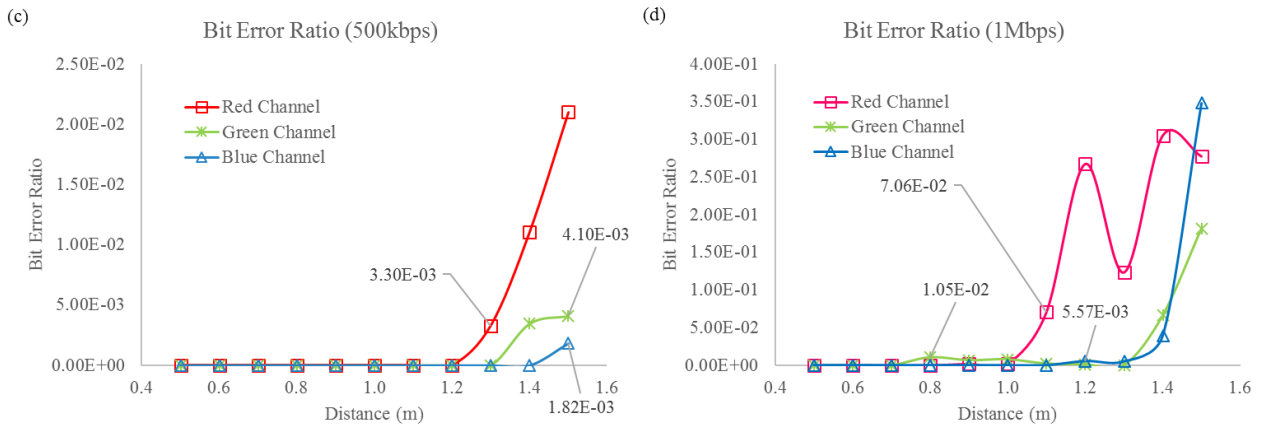 (c)
Bit Error Ratio (500kbps)
2.50E-02
2.00E-02
1.50E-02
1.00E-02
5.00E-03
0.00E+00
Bit Error Ratio
Red Channel
Green Channel
Blue Channel
3.30E-03
4.10E-03
1.82E-03
0.4 0.6 0.8 1.0 1.2 1.4 1.6
Distance (m)
(d)
Bit Error Ratio (1Mbps)
4.00E-01
3.50E-01
3.00E-01
2.50E-01
2.00E-01
1.50E-01
1.00E-01
5.00E-02
0.00E+00
Bit Error Ratio
Red Channel
Green Channel
Blue Channel
7.06E-02
1.05E-02
5.57E-03
0.4 0.6 0.8 1.0 1.2 1.4 1.6
Distance (m)